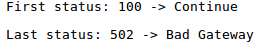 First status: 100 -> Continue
Last status: 502 -> Bad Gateway